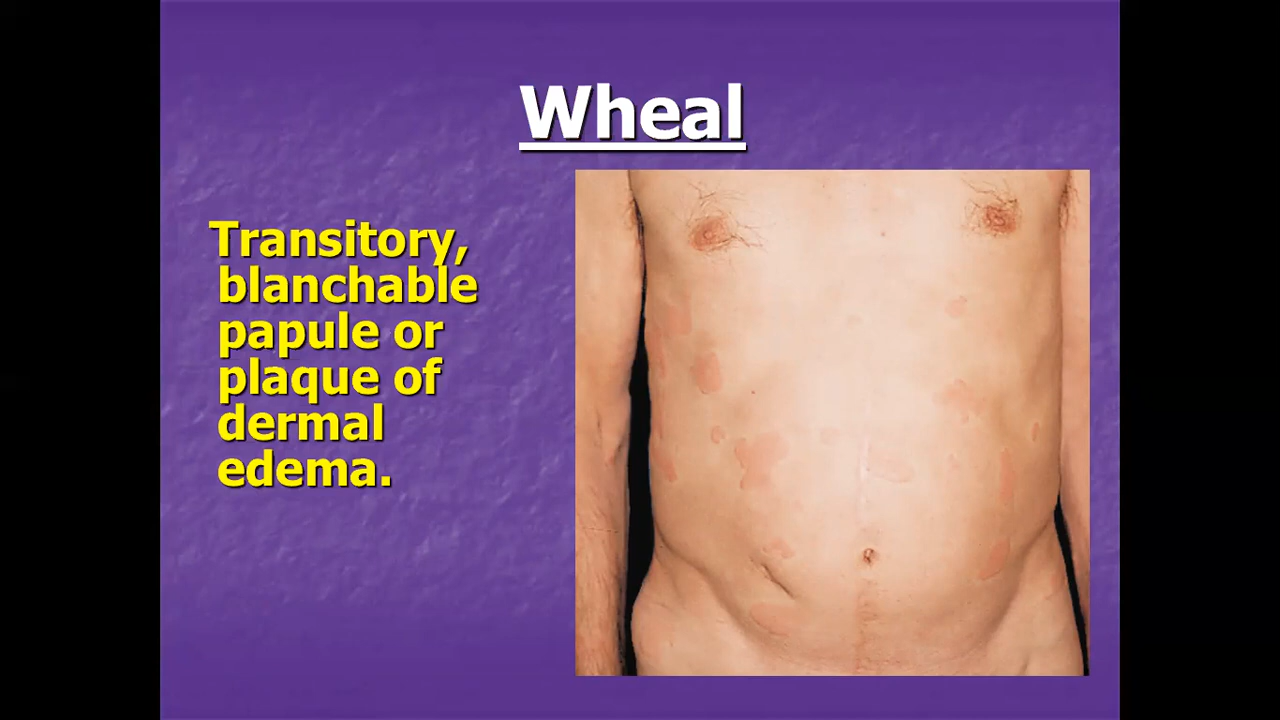 Wheal
Transitory,
blanchable
papule or
plaque of
dermal
edema.